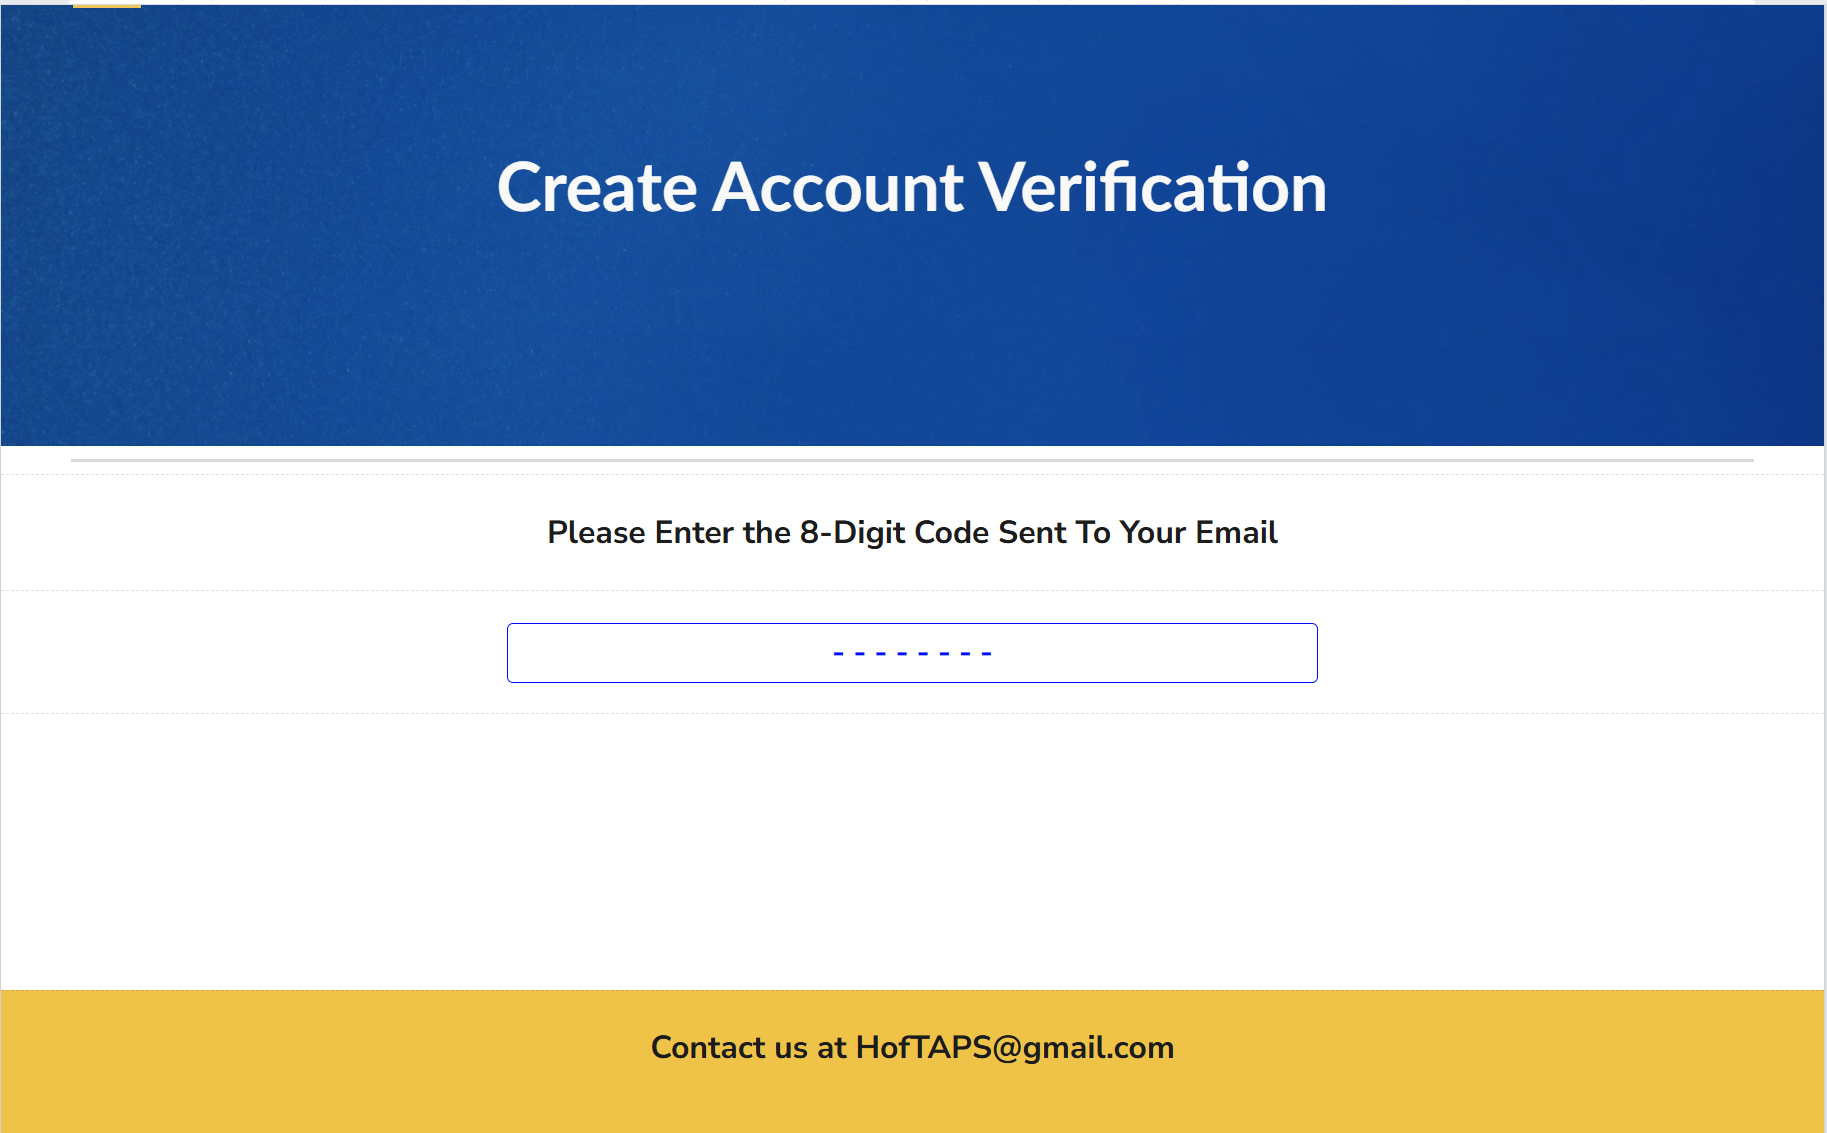 Create Account Verification
Please Enter the 8-Digit Code Sent To Your Email
- - - - - - - -
Contact us at HofTAPS@gmail.com